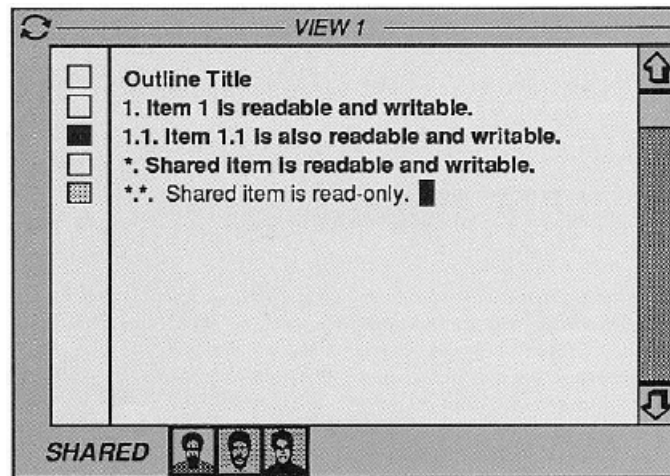 VIEW 1
Outline Title
1. Item 1 is readable and writable.
1.1. Item 1.1 is also readable and writable.
*. Shared item is readable and writable.
*.*. Shared item is read-only.
SHARED